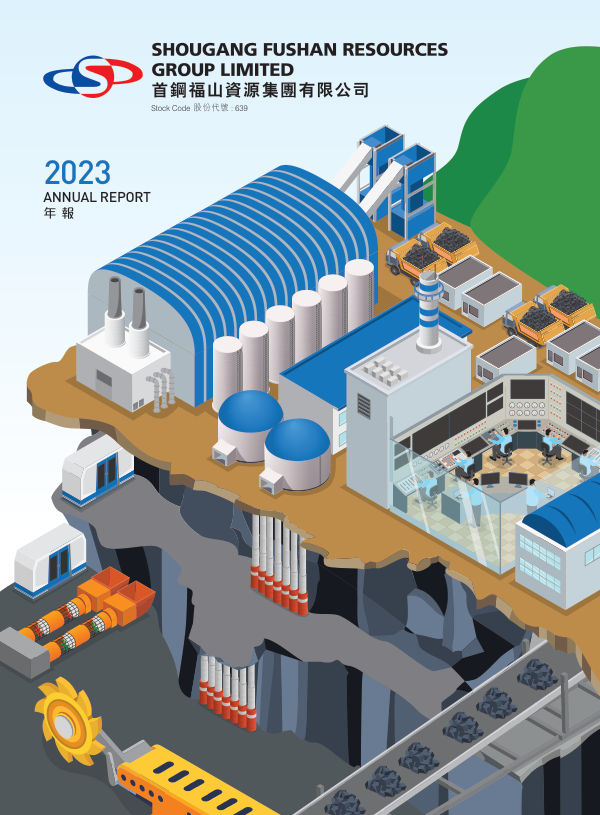 SHOUGANG FUSHAN RESOURCES
GROUP LIMITED
首鋼福山資源集團有限公司
Stock Code 股份代號 : 639
2023
ANNUAL REPORT
年報